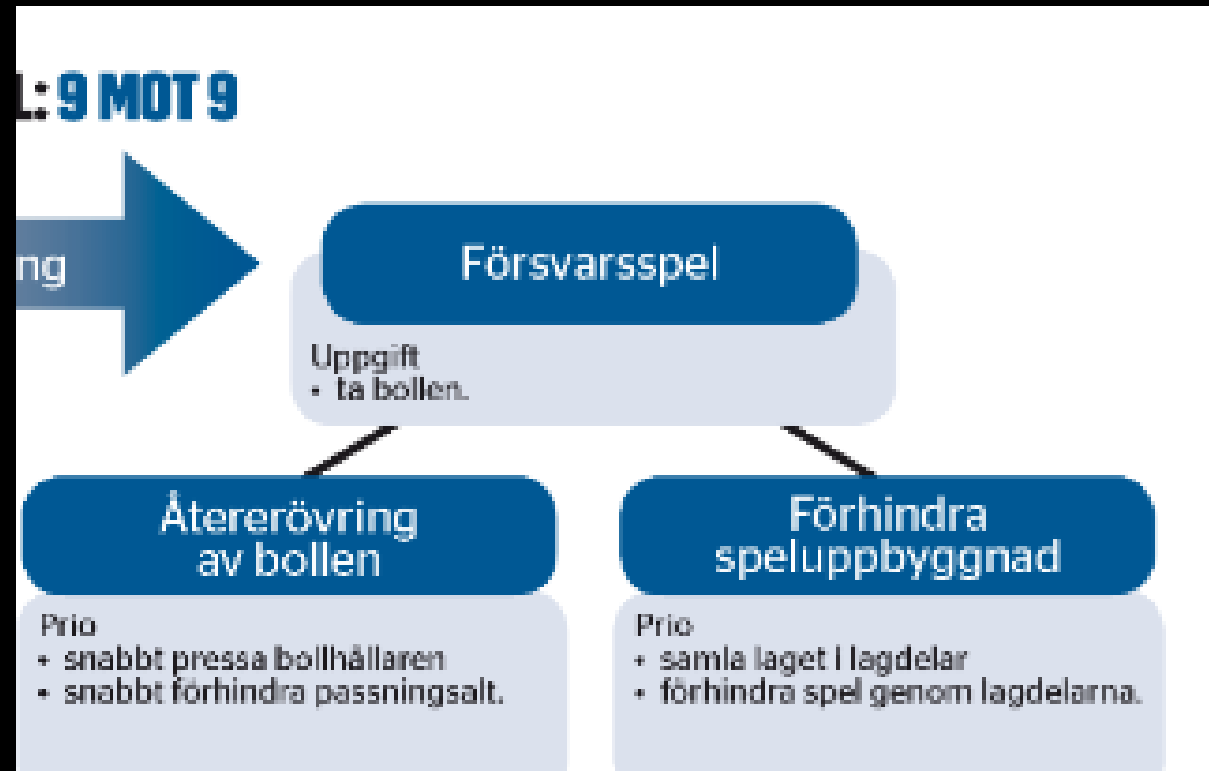 L: 9 MOT 9
ng
Försvarsspel
Uppgift
• ta bollen.
Återerövring
av bollen
Prio
• snabbt pressa bollhållaren
• snabbt förhindra passningsalt.
Förhindra
speluppbyggnad
Prio
• samla laget i lagdelar
• förhindra spel genom lagdelarna.